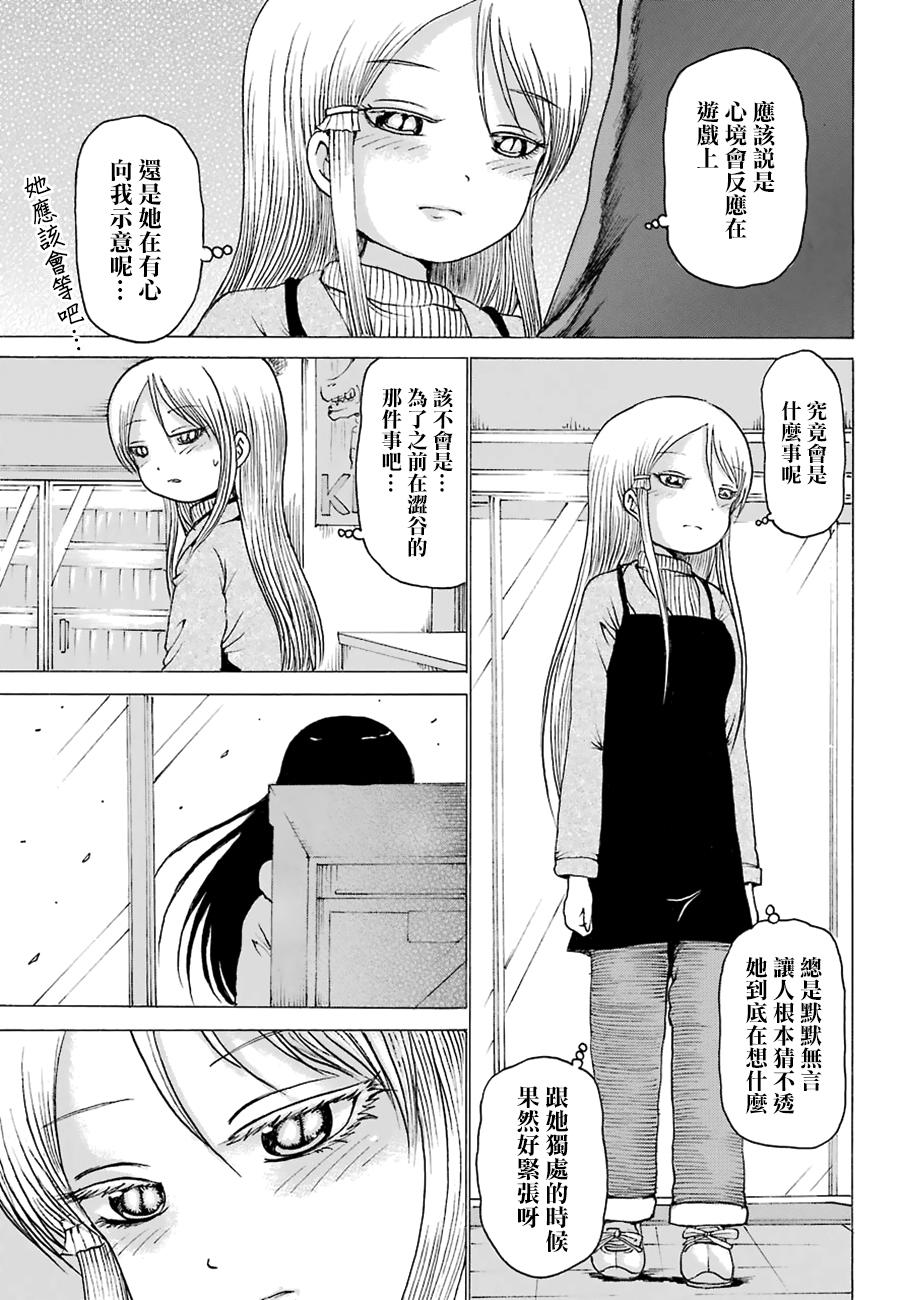 應該說是
心境會反應在
遊戲上
還是她在有心
向我示意呢…
她應該會等吧…
究竟會是
什麼事呢
總是默默無言
讓人根本猜不透
她到底在想什麼
跟她獨處的時候
果然好緊張呀
該不會是…
為了之前在澀谷的
那件事吧…
K